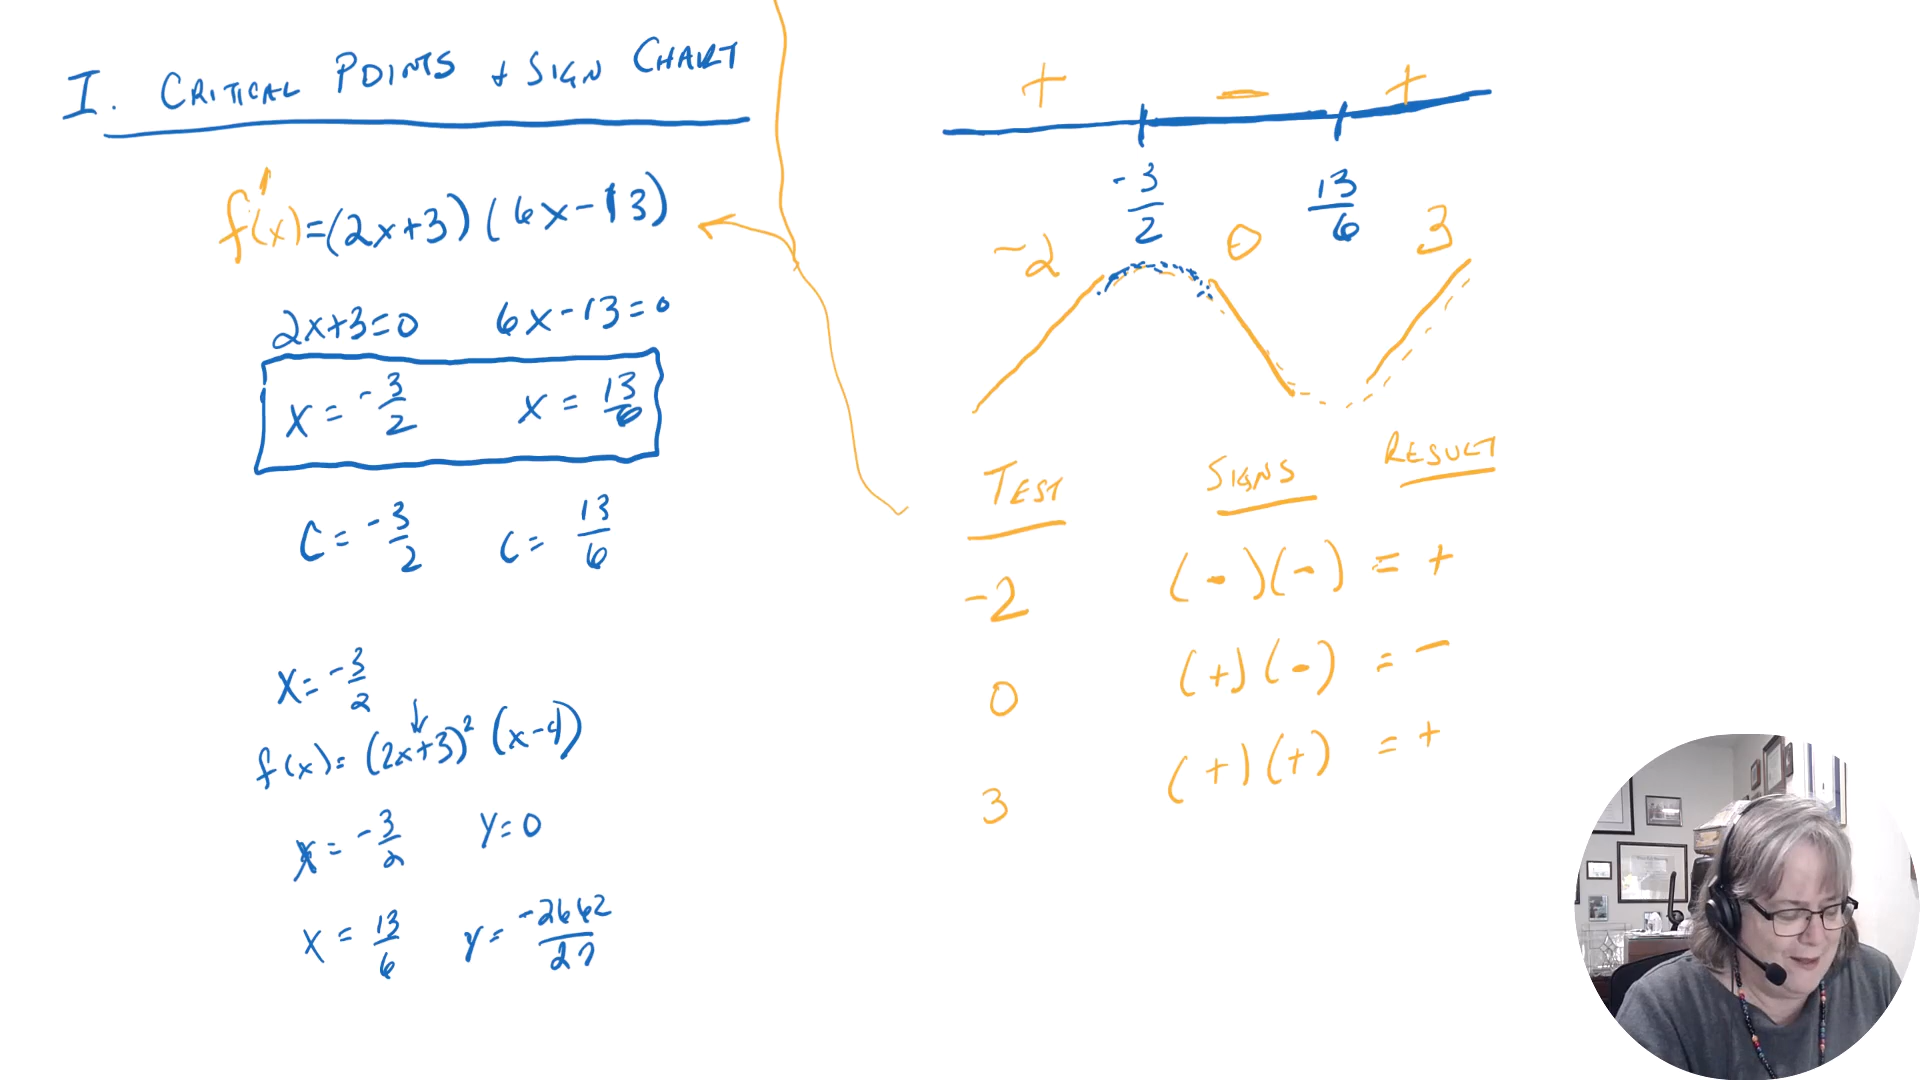 I. CRITICAL POINTS + SIGN CHART
f'(x)=(2x+3)(6x-13)
2x+3=0 6x-13=0
x = -3/2 x = 13/6
C = -3/2 C = 13/6
x = -3/2
f(x) = (2x+3)² (x-4)
x = -3/2 y=0
x = 13/6 y = -2662/27
+ − +
-3/2 13/6
-2 0 3
TEST SIGNS RESULT
-2 (-)(-) = +
0 (+)(-) = -
3 (+)(+) = +